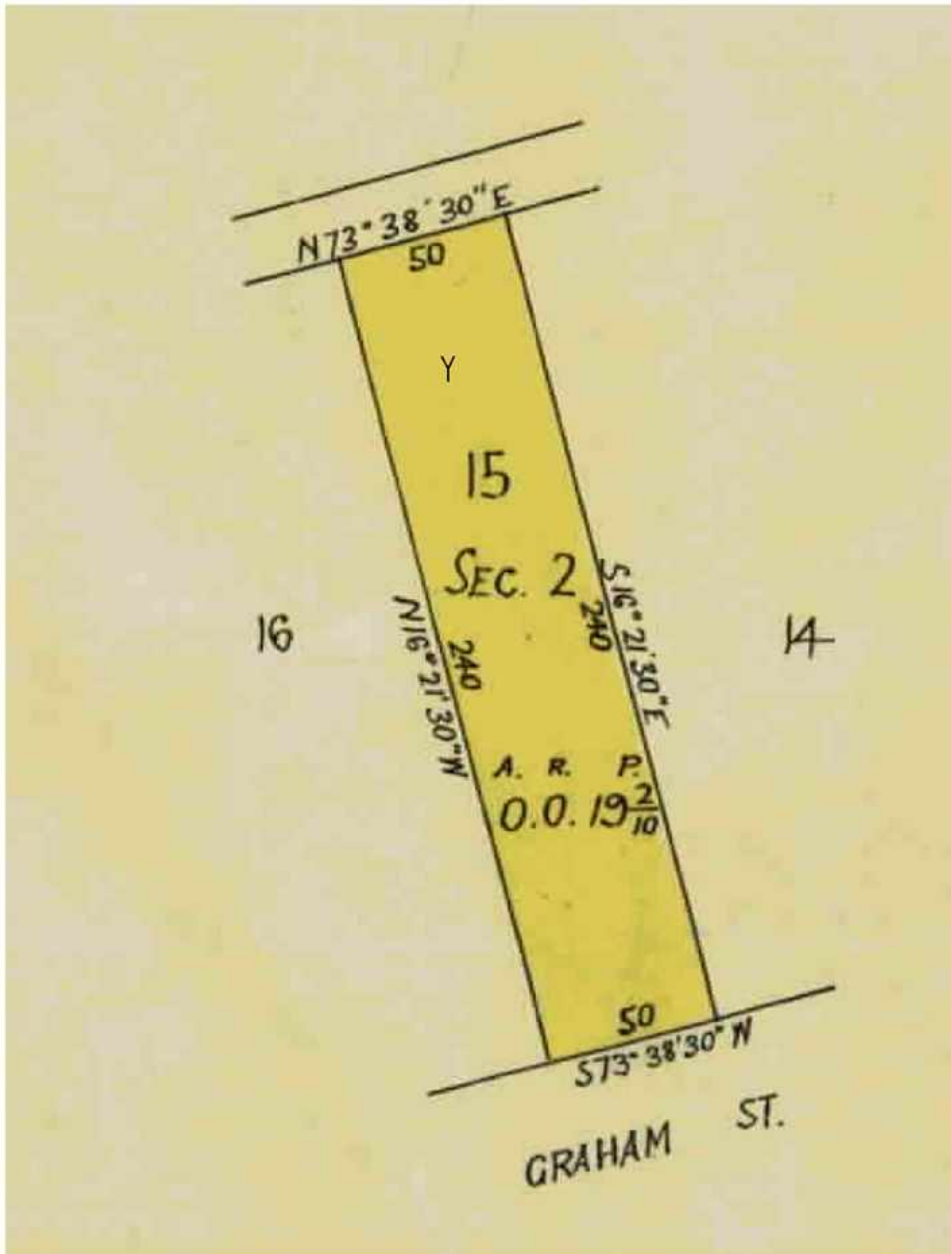 N73°38'30"E
50
Y
15
SEC. 2
S16°21'30"E
240
16
N16°21'30"W
240
14
A. R. P.
0.0.19 2/10
50
S73°38'30"W
GRAHAM ST.